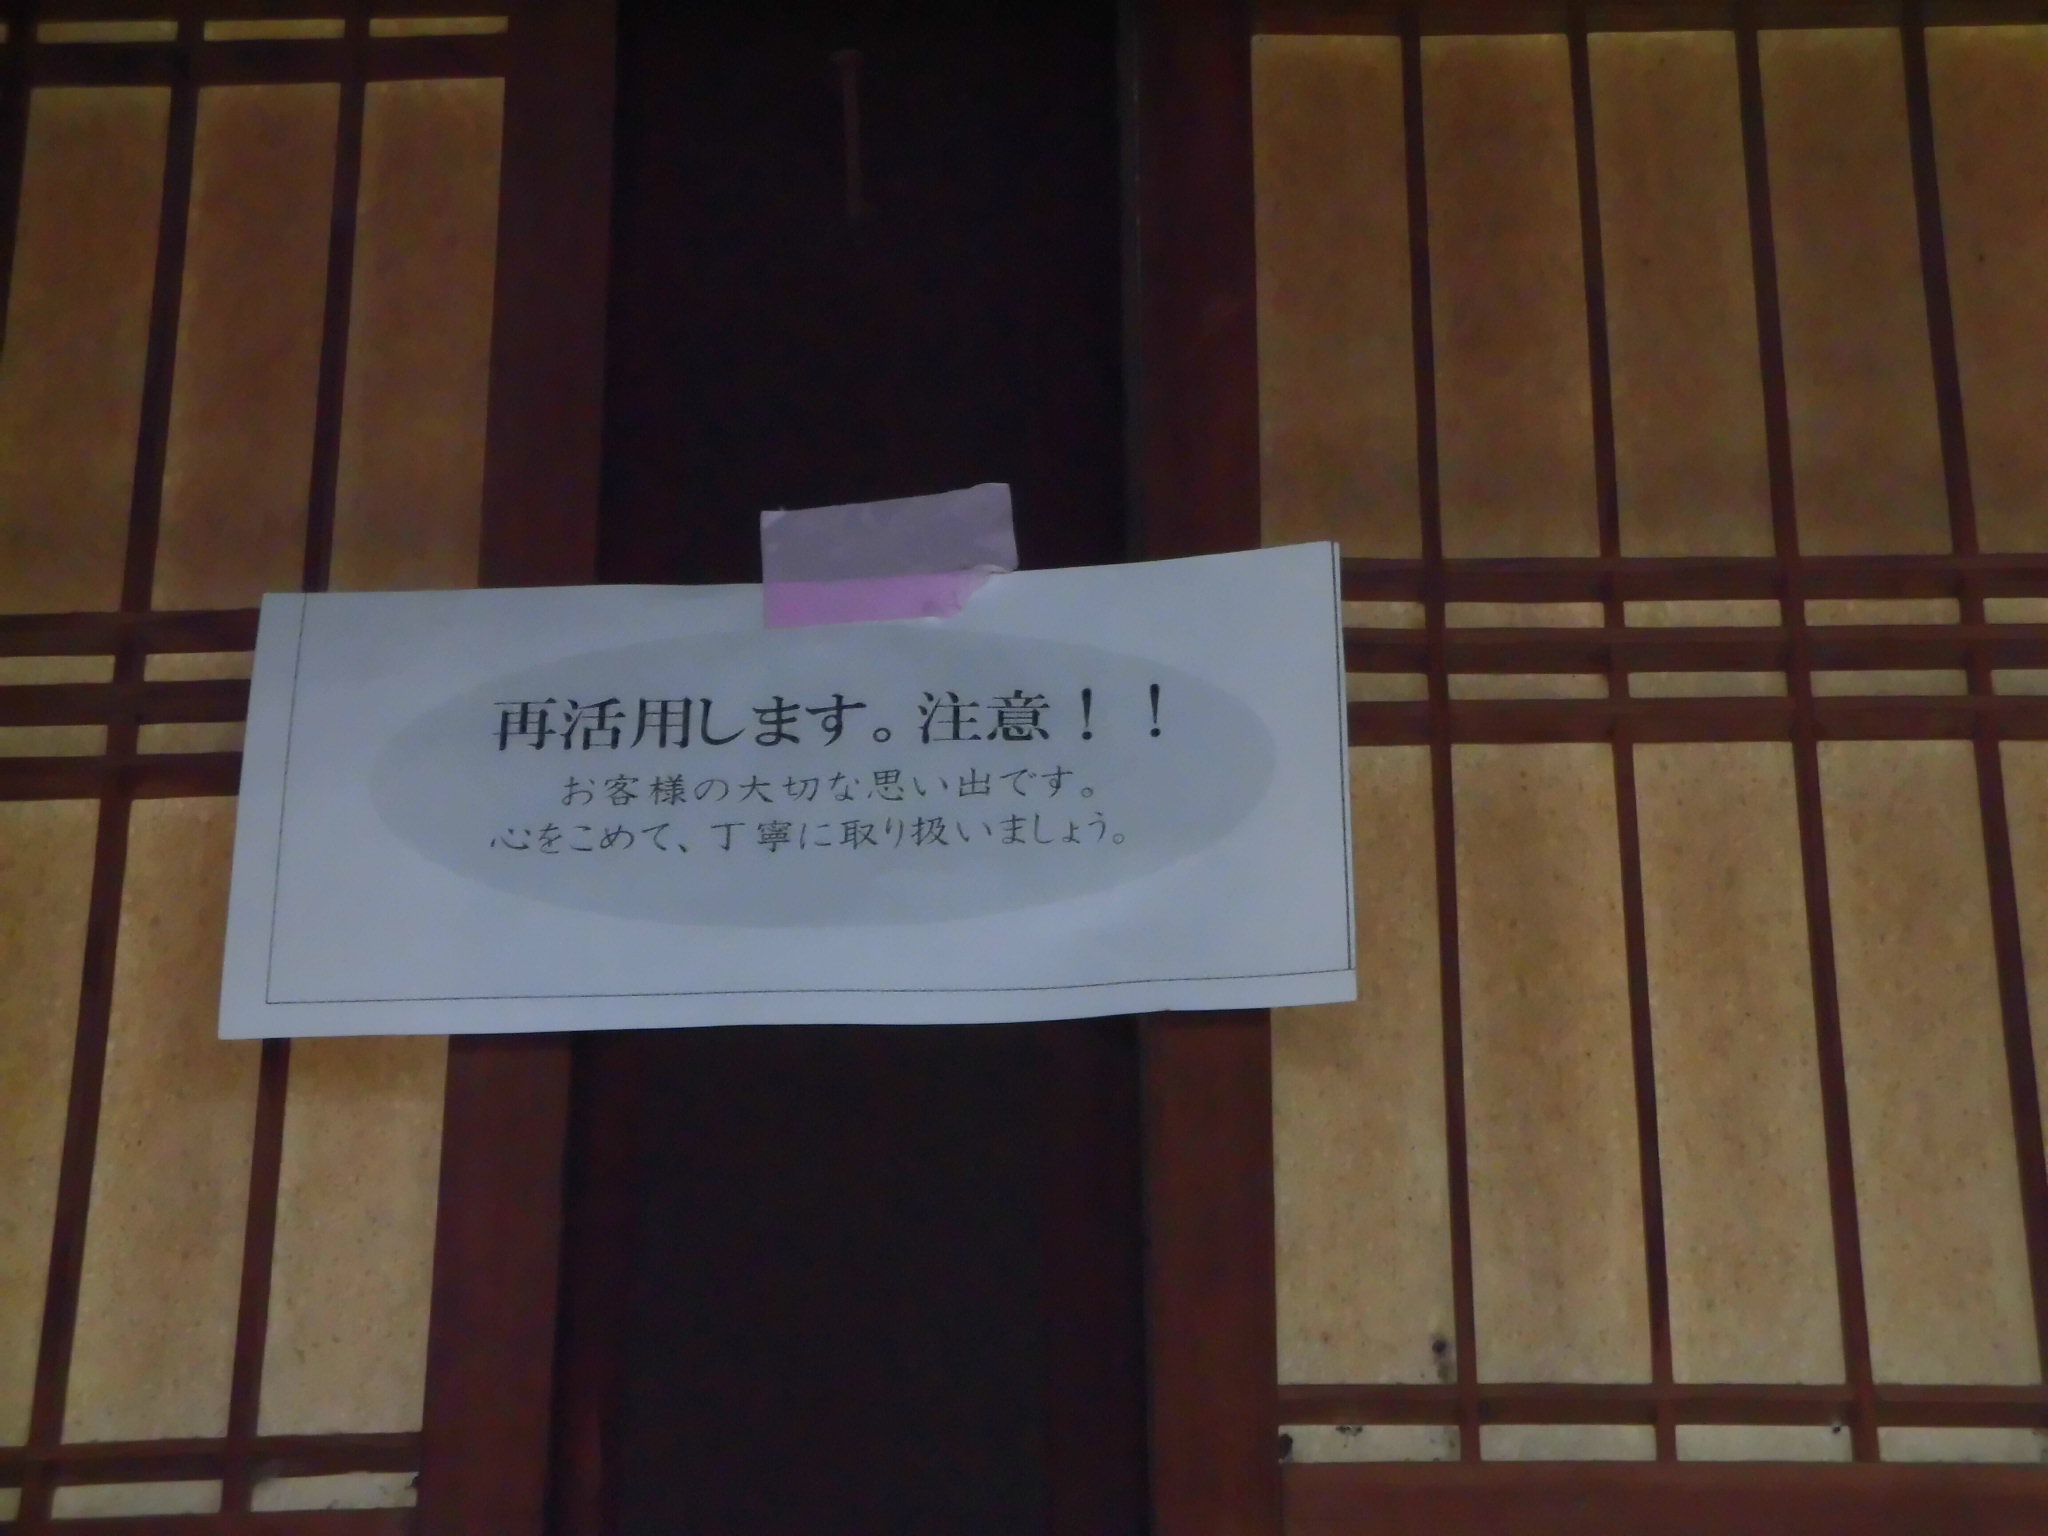 再活用します。注意！！
お客様の大切な思い出です。
心をこめて、丁寧に取り扱いましょう。